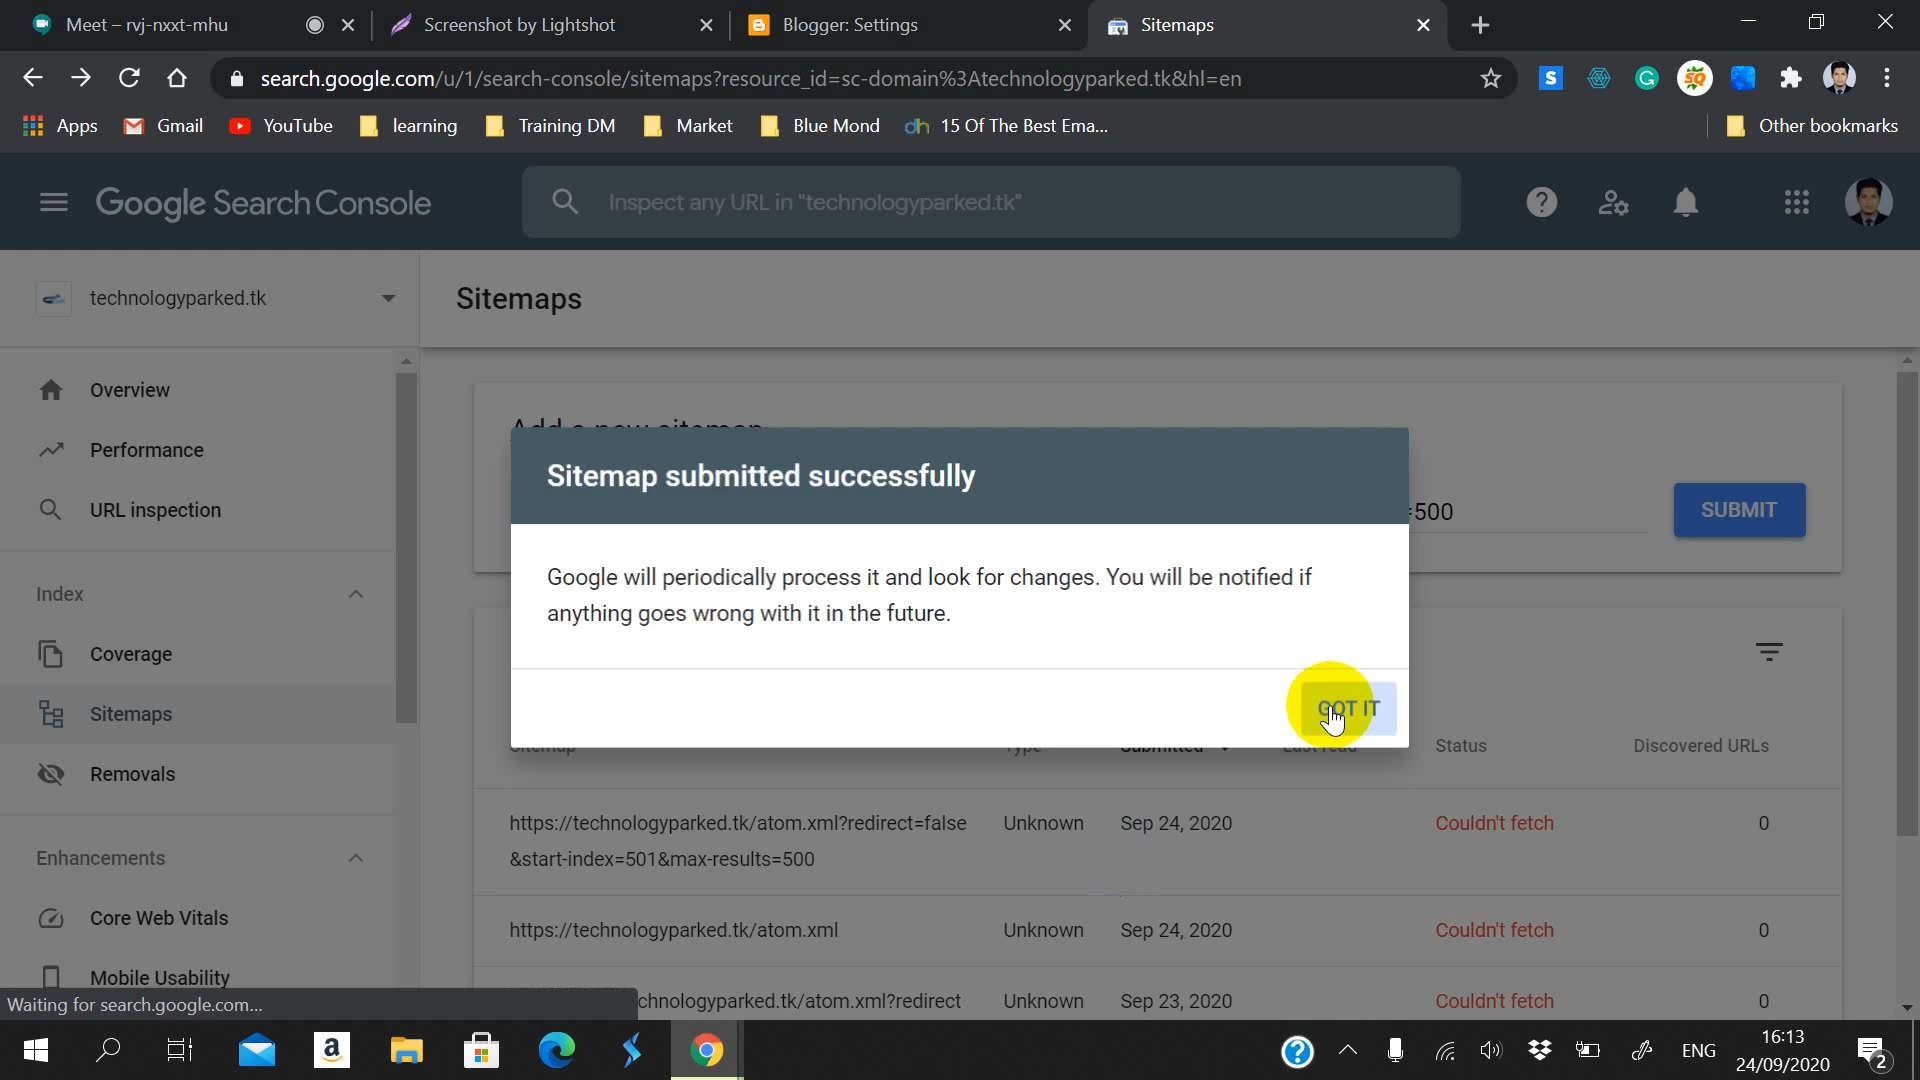 Meet – rvj-nxxt-mhu
Screenshot by Lightshot
Blogger: Settings
Sitemaps
search.google.com/u/1/search-console/sitemaps?resource_id=sc-domain%3Atechnologyparked.tk&hl=en
Apps
Gmail
YouTube
learning
Training DM
Market
Blue Mond
15 Of The Best Ema...
Other bookmarks
Google Search Console
Inspect any URL in "technologyparked.tk"
technologyparked.tk
Sitemaps
Overview
Performance
URL inspection
Index
Coverage
Sitemaps
Removals
Enhancements
Core Web Vitals
Mobile Usability
Add a new sitemap
=500
SUBMIT
Sitemap submitted successfully
Google will periodically process it and look for changes. You will be notified if
anything goes wrong with it in the future.
GOT IT
Sitemap Type Submitted Last read Status Discovered URLs
https://technologyparked.tk/atom.xml?redirect=false Unknown Sep 24, 2020 Couldn't fetch 0
&start-index=501&max-results=500
https://technologyparked.tk/atom.xml Unknown Sep 24, 2020 Couldn't fetch 0
chnologyparked.tk/atom.xml?redirect Unknown Sep 23, 2020 Couldn't fetch 0
Waiting for search.google.com...
ENG
16:13
24/09/2020
2